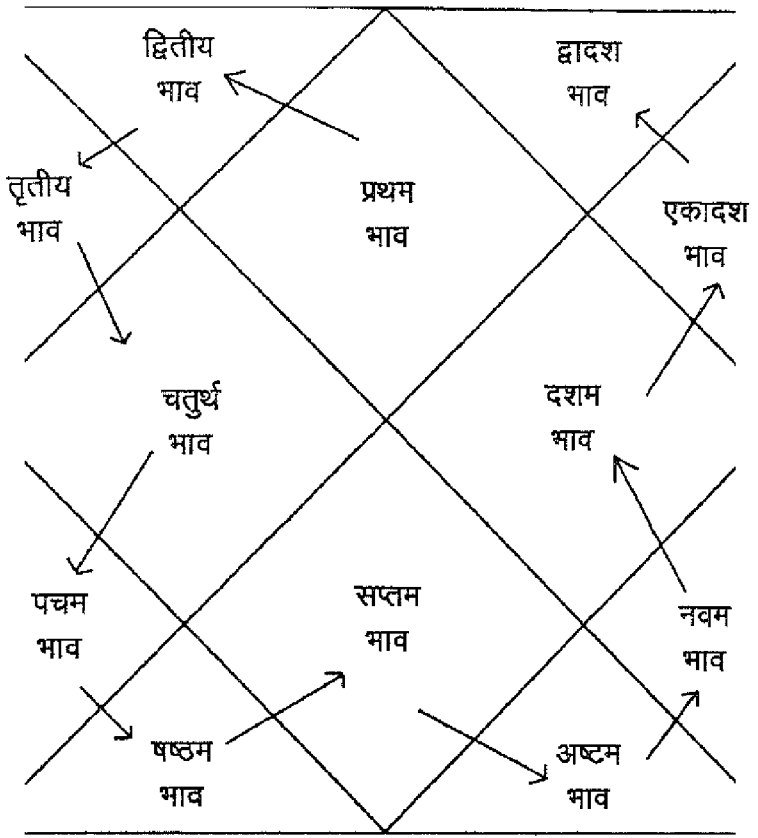 द्वितीय
भाव
द्वादश
भाव
तृतीय
भाव
प्रथम
भाव
एकादश
भाव
चतुर्थ
भाव
दशम
भाव
पचम
भाव
सप्तम
भाव
नवम
भाव
षष्ठम
भाव
अष्टम
भाव